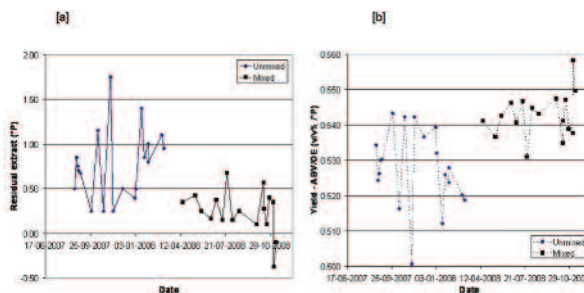 [a]
2.00
1.50
1.00
0.50
0.00
-0.50
Residual extract (°P)
Unmixed
Mixed
17-06-2007 25-09-2007 03-01-2008 12-04-2008 21-07-2008 29-10-2008
Date
[b]
0.560
0.550
0.540
0.530
0.520
0.510
0.500
Yield - ABV/OE (v/v% /°P)
Unmixed
Mixed
17-06-2007 25-09-2007 03-01-2008 12-04-2008 21-07-2008 29-10-2008
Date